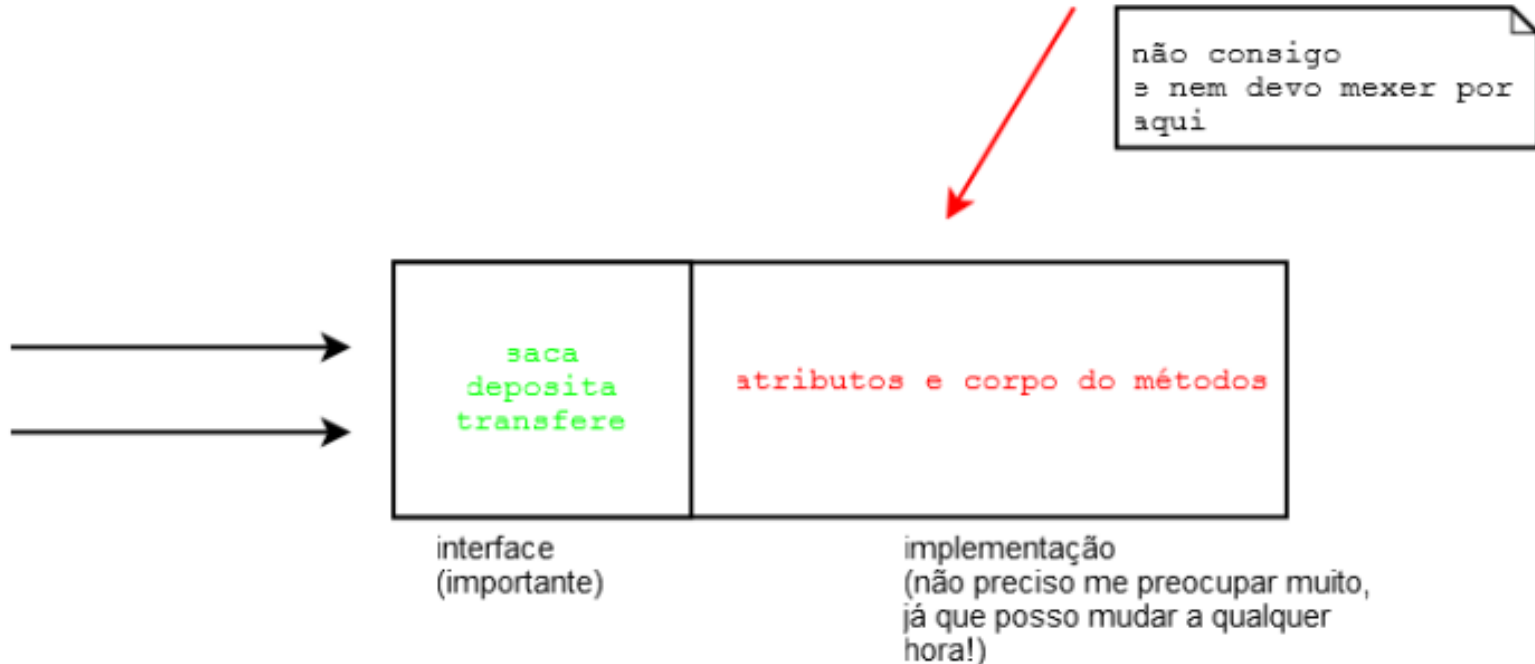 não consigo
e nem devo mexer por
aqui
saca
deposita
transfere
atributos e corpo do métodos
interface
(importante)
implementação
(não preciso me preocupar muito,
já que posso mudar a qualquer
hora!)